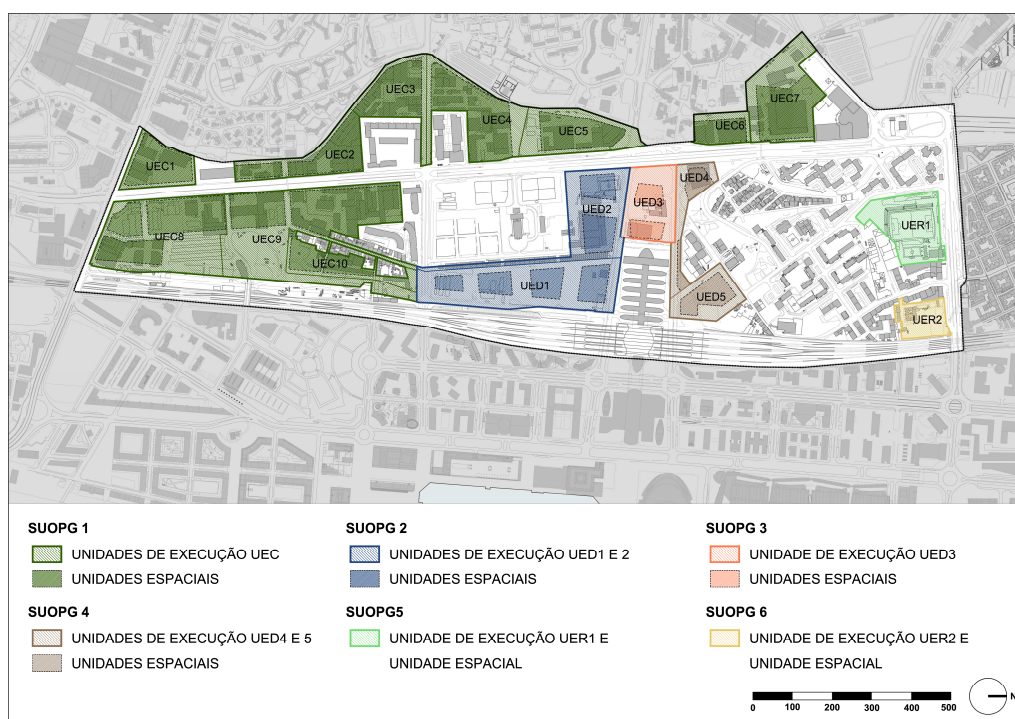 UEC7
UEC3
UEC4
UEC5
UEC6
UEC1
UEC2
UED4
UED3
UED2
UER1
UEC8
UEC9
UEC10
UED1
UED5
UER2
SUOPG 1
UNIDADES DE EXECUÇÃO UEC
UNIDADES ESPACIAIS
SUOPG 2
UNIDADES DE EXECUÇÃO UED1 E 2
UNIDADES ESPACIAIS
SUOPG 3
UNIDADE DE EXECUÇÃO UED3
UNIDADES ESPACIAIS
SUOPG 4
UNIDADES DE EXECUÇÃO UED4 E 5
UNIDADES ESPACIAIS
SUOPG5
UNIDADE DE EXECUÇÃO UER1 E
UNIDADE ESPACIAL
SUOPG 6
UNIDADE DE EXECUÇÃO UER2 E
UNIDADE ESPACIAL
0 100 200 300 400 500
N